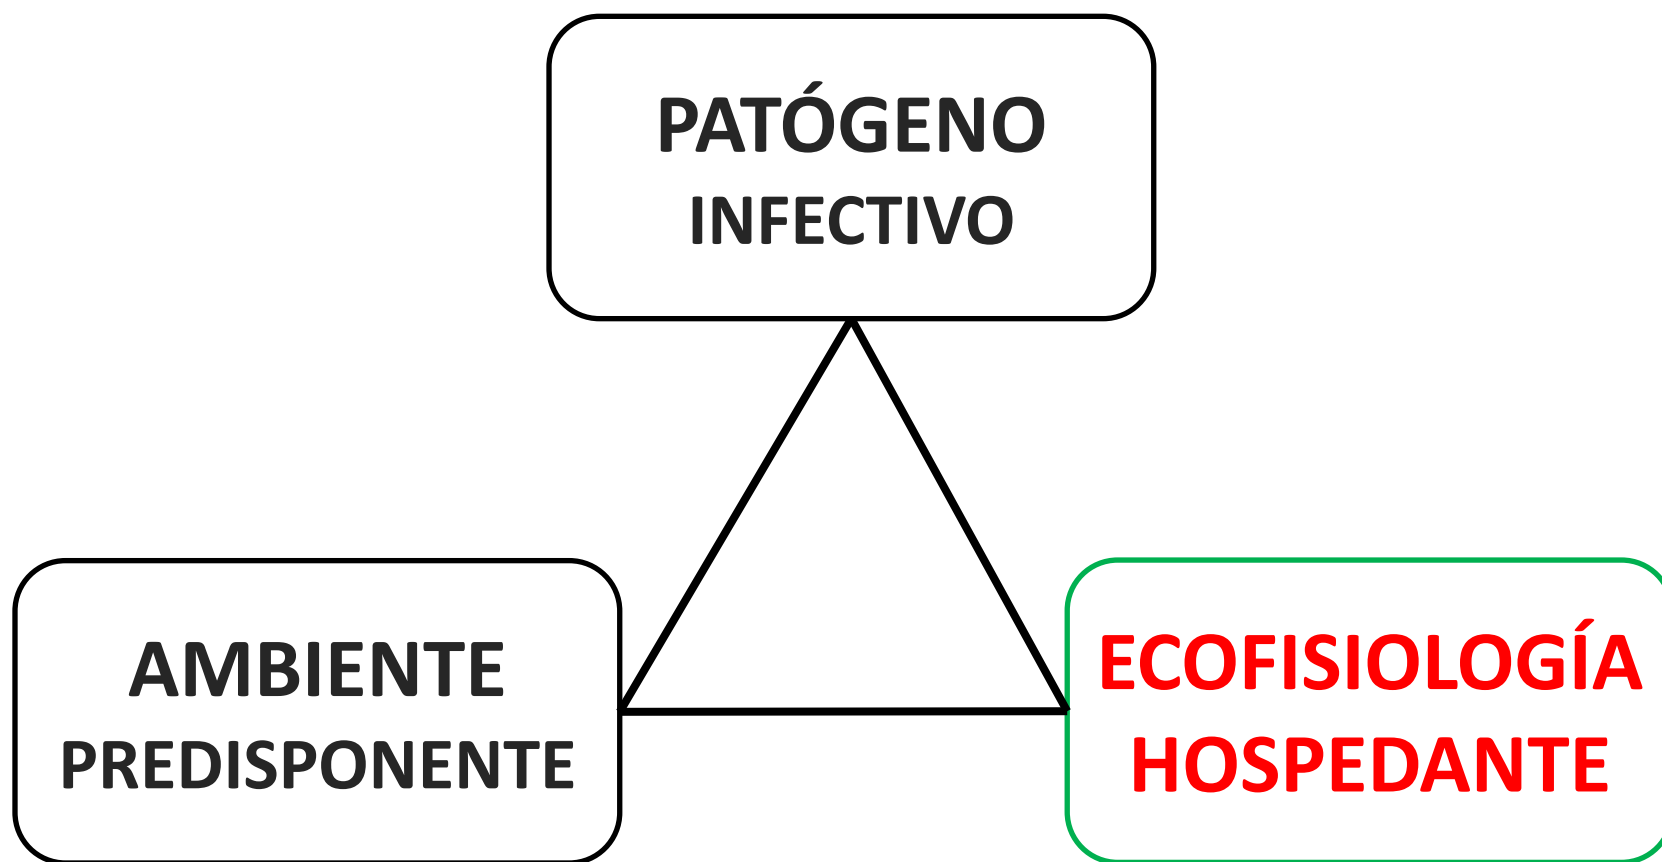 PATÓGENO
INFECTIVO
AMBIENTE
PREDISPONENTE
ECOFISIOLOGÍA
HOSPEDANTE